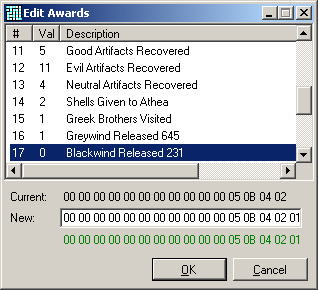 Edit Awards
# Val Description
11 5 Good Artifacts Recovered
12 11 Evil Artifacts Recovered
13 4 Neutral Artifacts Recovered
14 2 Shells Given to Athea
15 1 Greek Brothers Visited
16 1 Greywind Released 645
17 0 Blackwind Released 231
Current: 00 00 00 00 00 00 00 00 00 00 00 05 0B 04 02
New: 00 00 00 00 00 00 00 00 00 00 00 05 0B 04 02 01
00 00 00 00 00 00 00 00 00 00 00 05 0B 04 02 01
OK Cancel